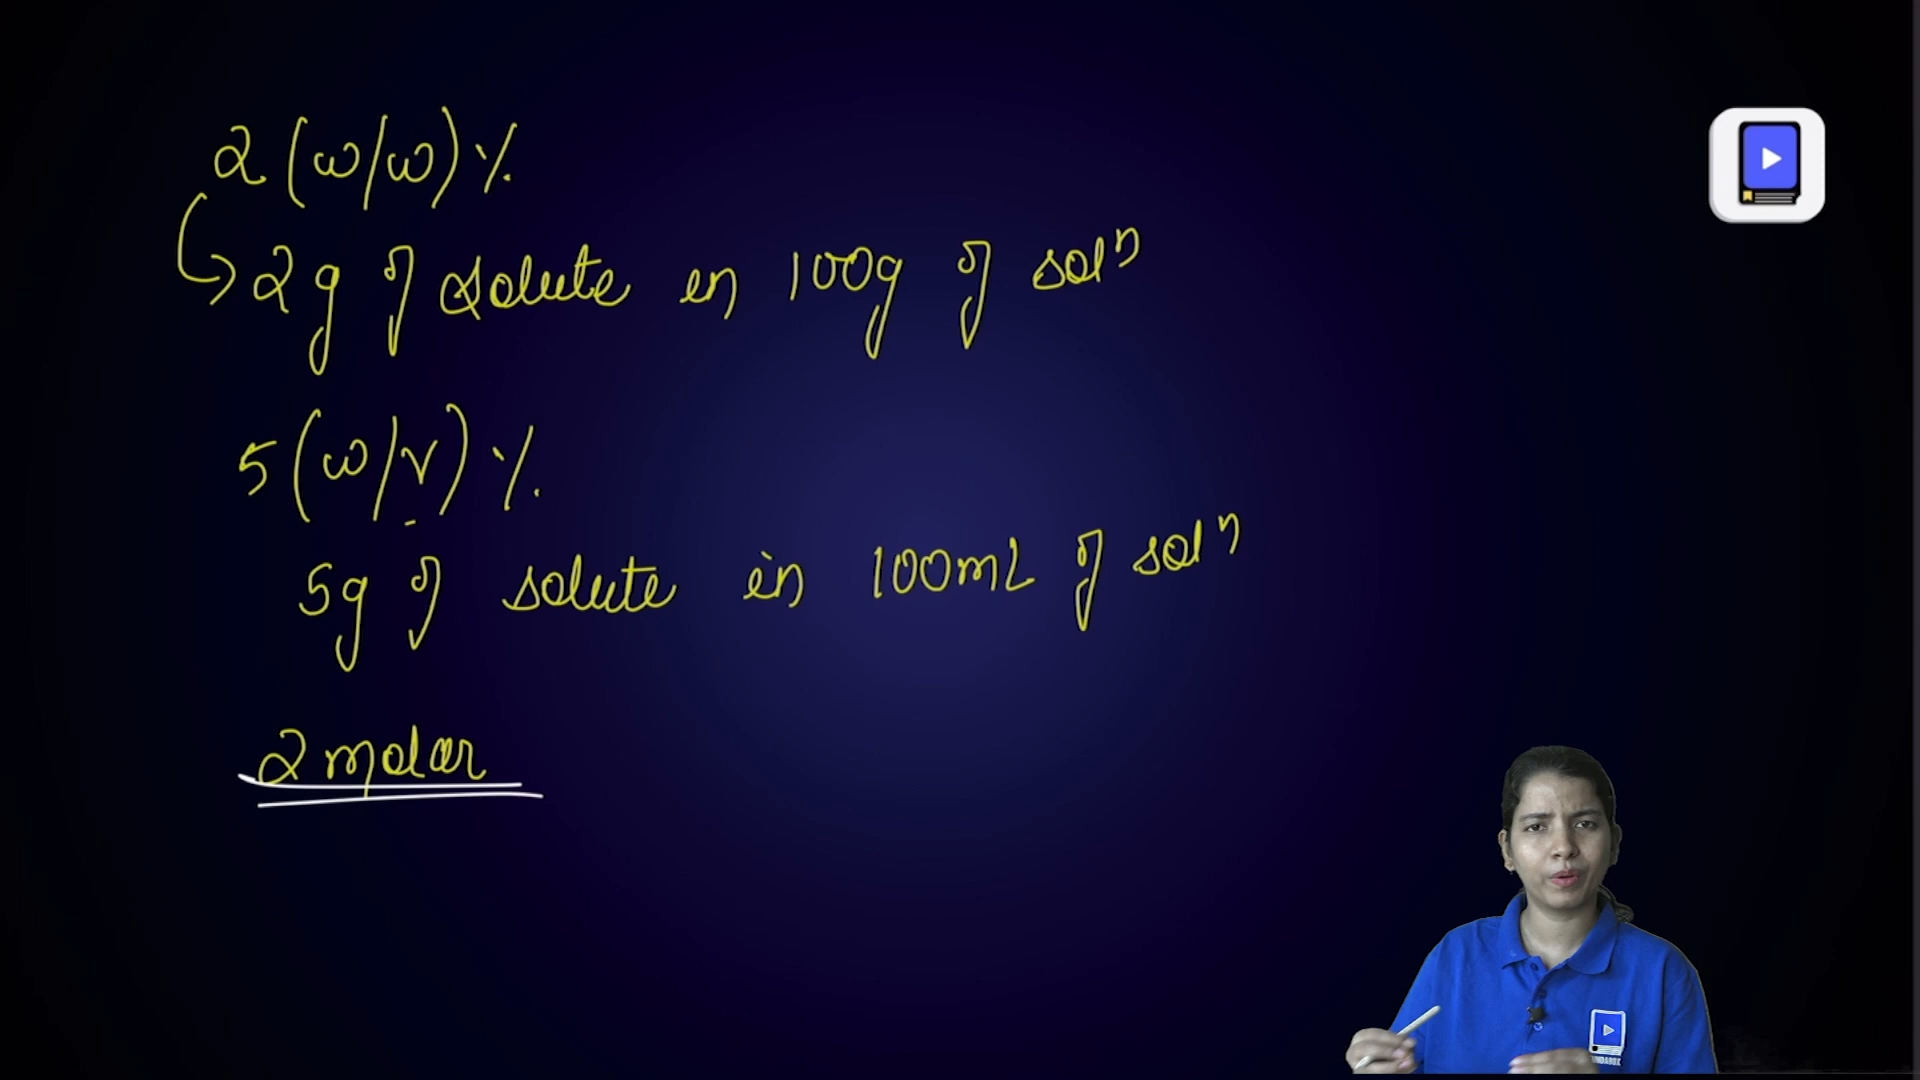 2 (w/w) %
2g of solute in 100g of solⁿ
5 (w/v) %.
5g of solute in 100mL of solⁿ
2 molar